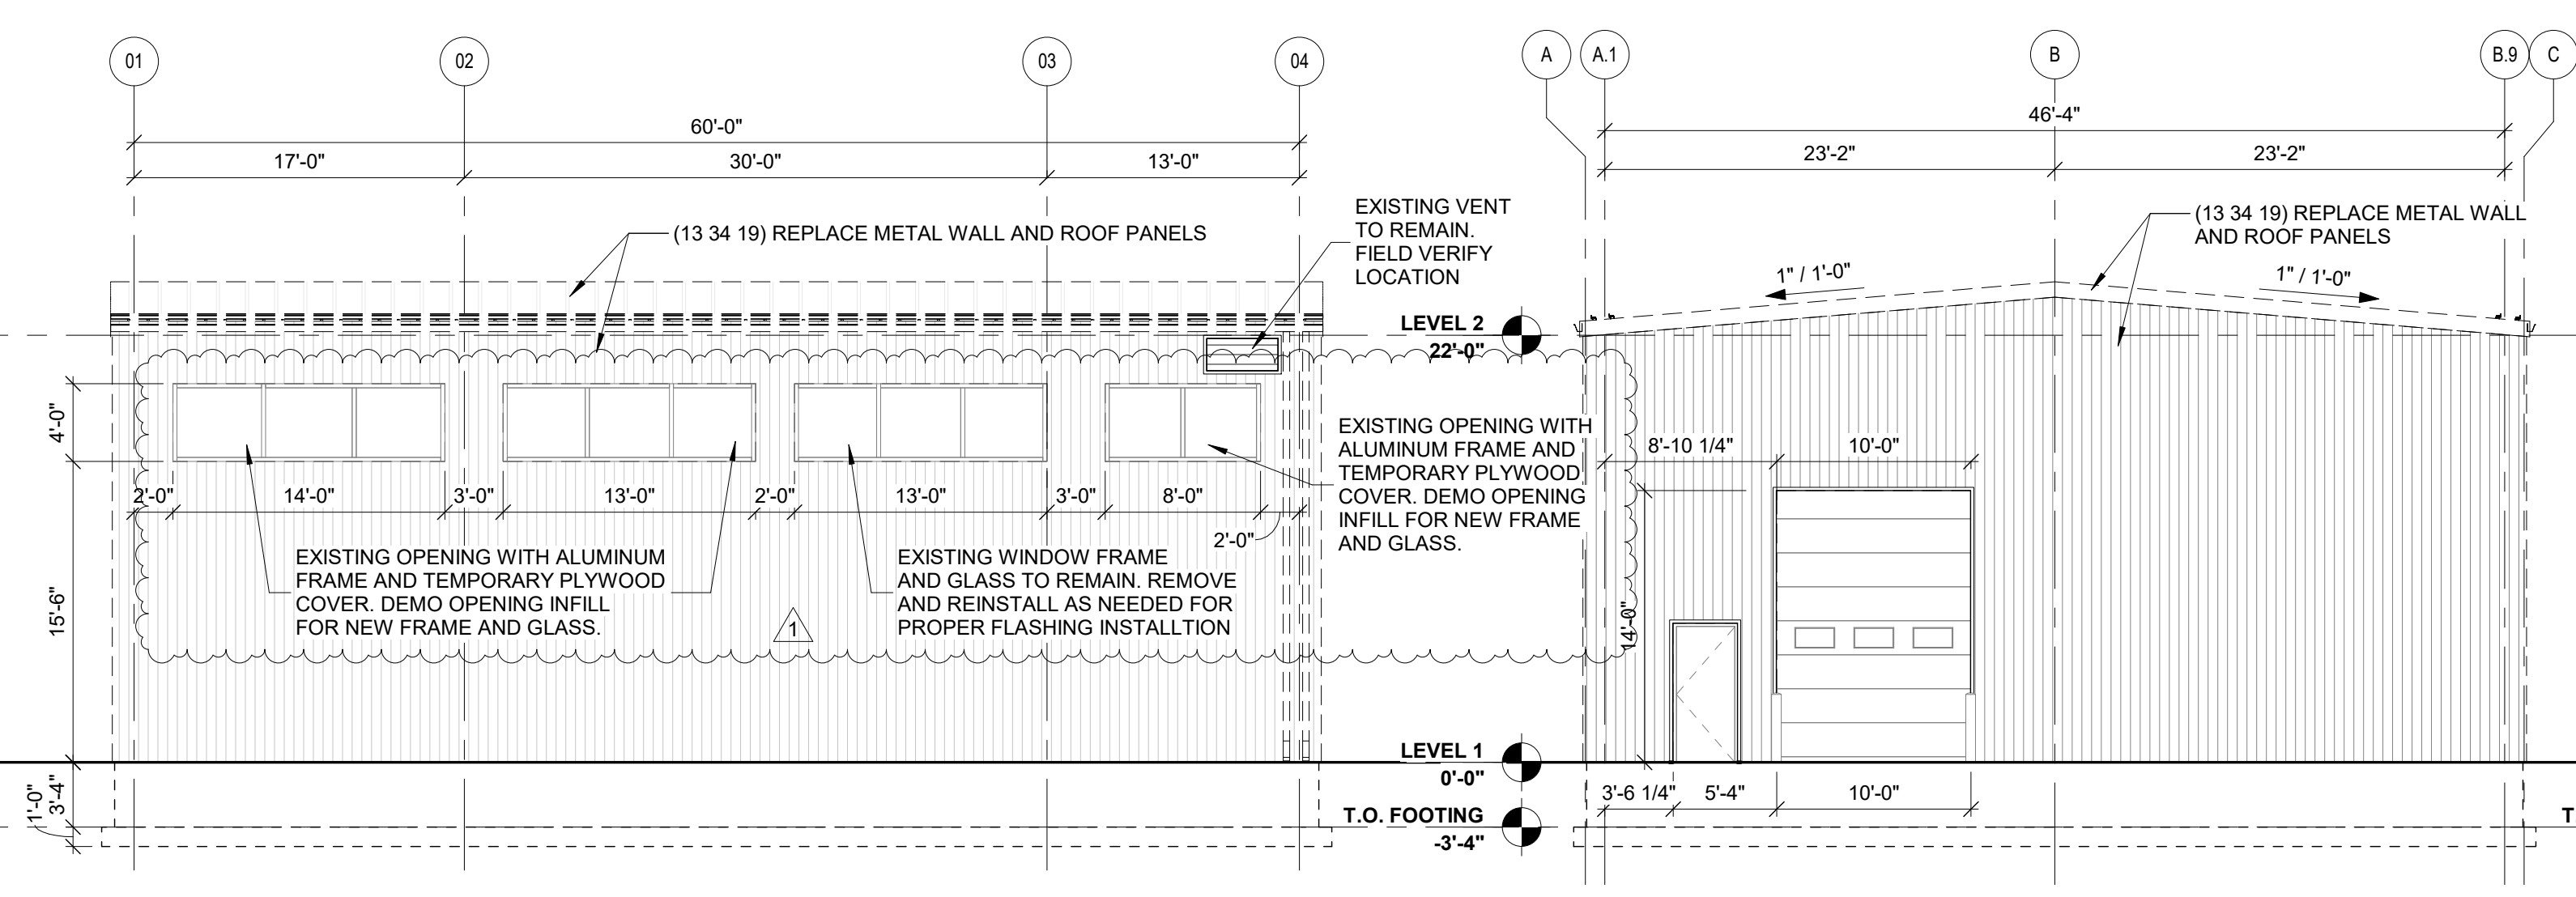 01
02
03
04
A
A.1
B
B.9
C
60'-0"
17'-0"
30'-0"
13'-0"
46'-4"
23'-2"
23'-2"
(13 34 19) REPLACE METAL WALL AND ROOF PANELS
EXISTING VENT
TO REMAIN.
FIELD VERIFY
LOCATION
(13 34 19) REPLACE METAL WALL
AND ROOF PANELS
1" / 1'-0"
1" / 1'-0"
LEVEL 2
22'-0"
4'-0"
15'-6"
2'-0"
14'-0"
3'-0"
13'-0"
2'-0"
13'-0"
3'-0"
8'-0"
2'-0"
EXISTING OPENING WITH ALUMINUM
FRAME AND TEMPORARY PLYWOOD
COVER. DEMO OPENING INFILL
FOR NEW FRAME AND GLASS.
1
EXISTING WINDOW FRAME
AND GLASS TO REMAIN. REMOVE
AND REINSTALL AS NEEDED FOR
PROPER FLASHING INSTALLTION
EXISTING OPENING WITH
ALUMINUM FRAME AND
TEMPORARY PLYWOOD
COVER. DEMO OPENING
INFILL FOR NEW FRAME
AND GLASS.
8'-10 1/4"
10'-0"
14'-0"
LEVEL 1
0'-0"
1'-0"
3'-4"
3'-6 1/4"
5'-4"
10'-0"
T.O. FOOTING
-3'-4"
T